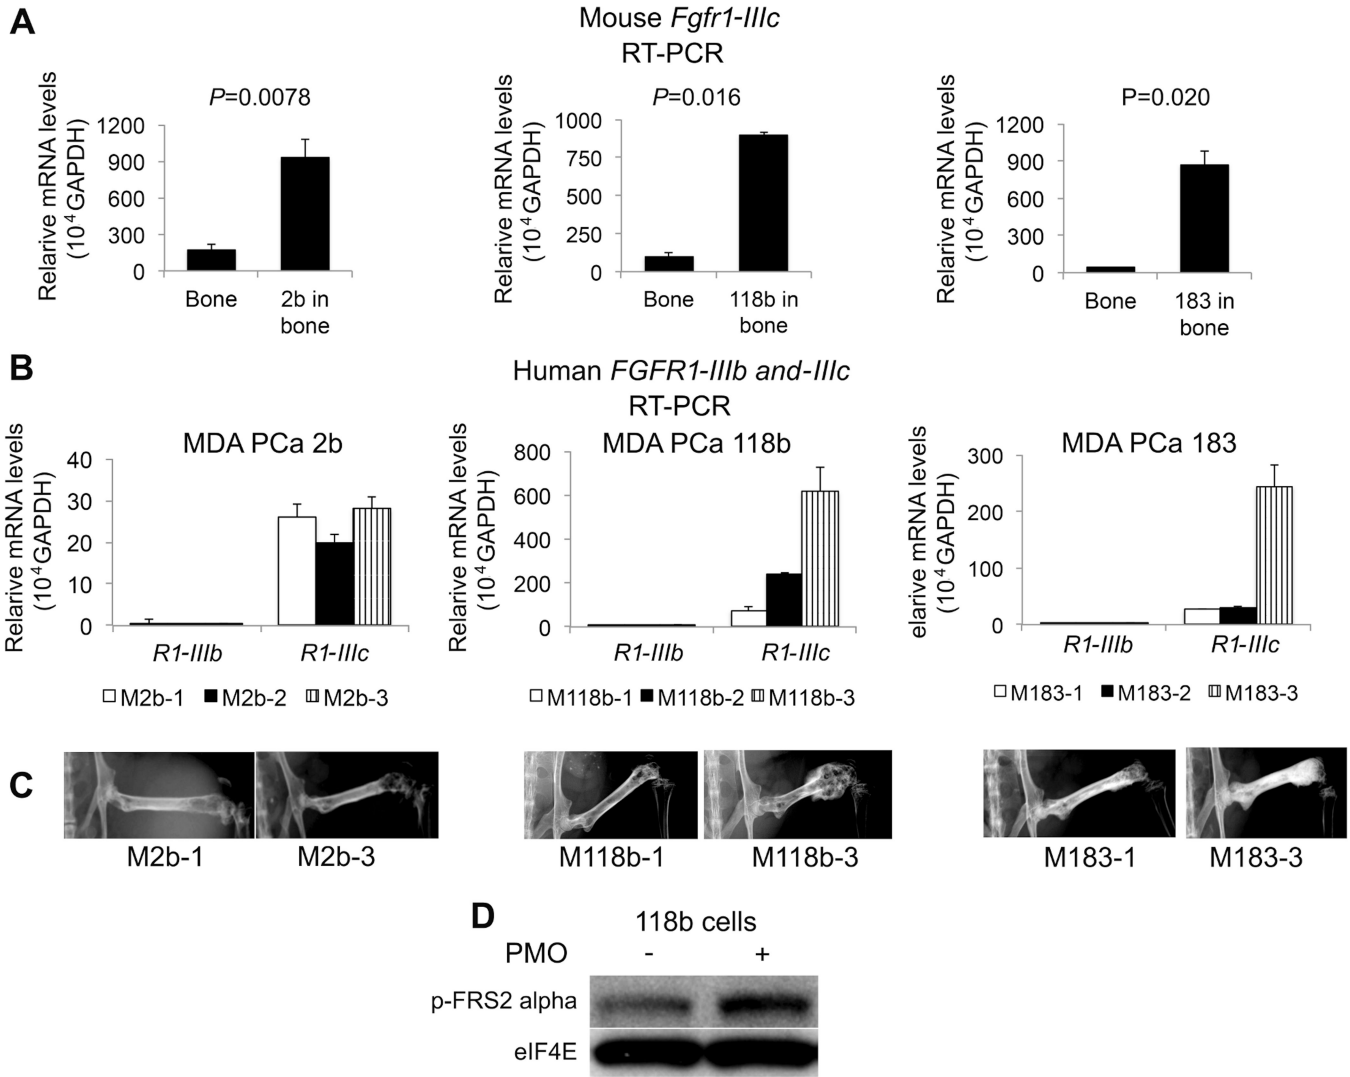 A
Mouse Fgfr1-IIIc
RT-PCR
P=0.0078
Relarive mRNA levels
(10⁴GAPDH)
1200
900
600
300
0
Bone
2b in
bone
P=0.016
Relarive mRNA levels
(10⁴GAPDH)
1000
750
500
250
0
Bone
118b in
bone
P=0.020
Relarive mRNA levels
(10⁴GAPDH)
1200
900
600
300
0
Bone
183 in
bone
B
Human FGFR1-IIIb and-IIIc
RT-PCR
MDA PCa 2b
Relarive mRNA levels
(10⁴GAPDH)
40
30
20
10
0
R1-IIIb
R1-IIIc
M2b-1 M2b-2 M2b-3
MDA PCa 118b
Relarive mRNA levels
(10⁴GAPDH)
800
600
400
200
0
R1-IIIb
R1-IIIc
M118b-1 M118b-2 M118b-3
MDA PCa 183
elarive mRNA levels
(10⁴GAPDH)
300
200
100
0
R1-IIIb
R1-IIIc
M183-1 M183-2 M183-3
C
M2b-1
M2b-3
M118b-1
M118b-3
M183-1
M183-3
D
118b cells
PMO - +
p-FRS2 alpha
eIF4E